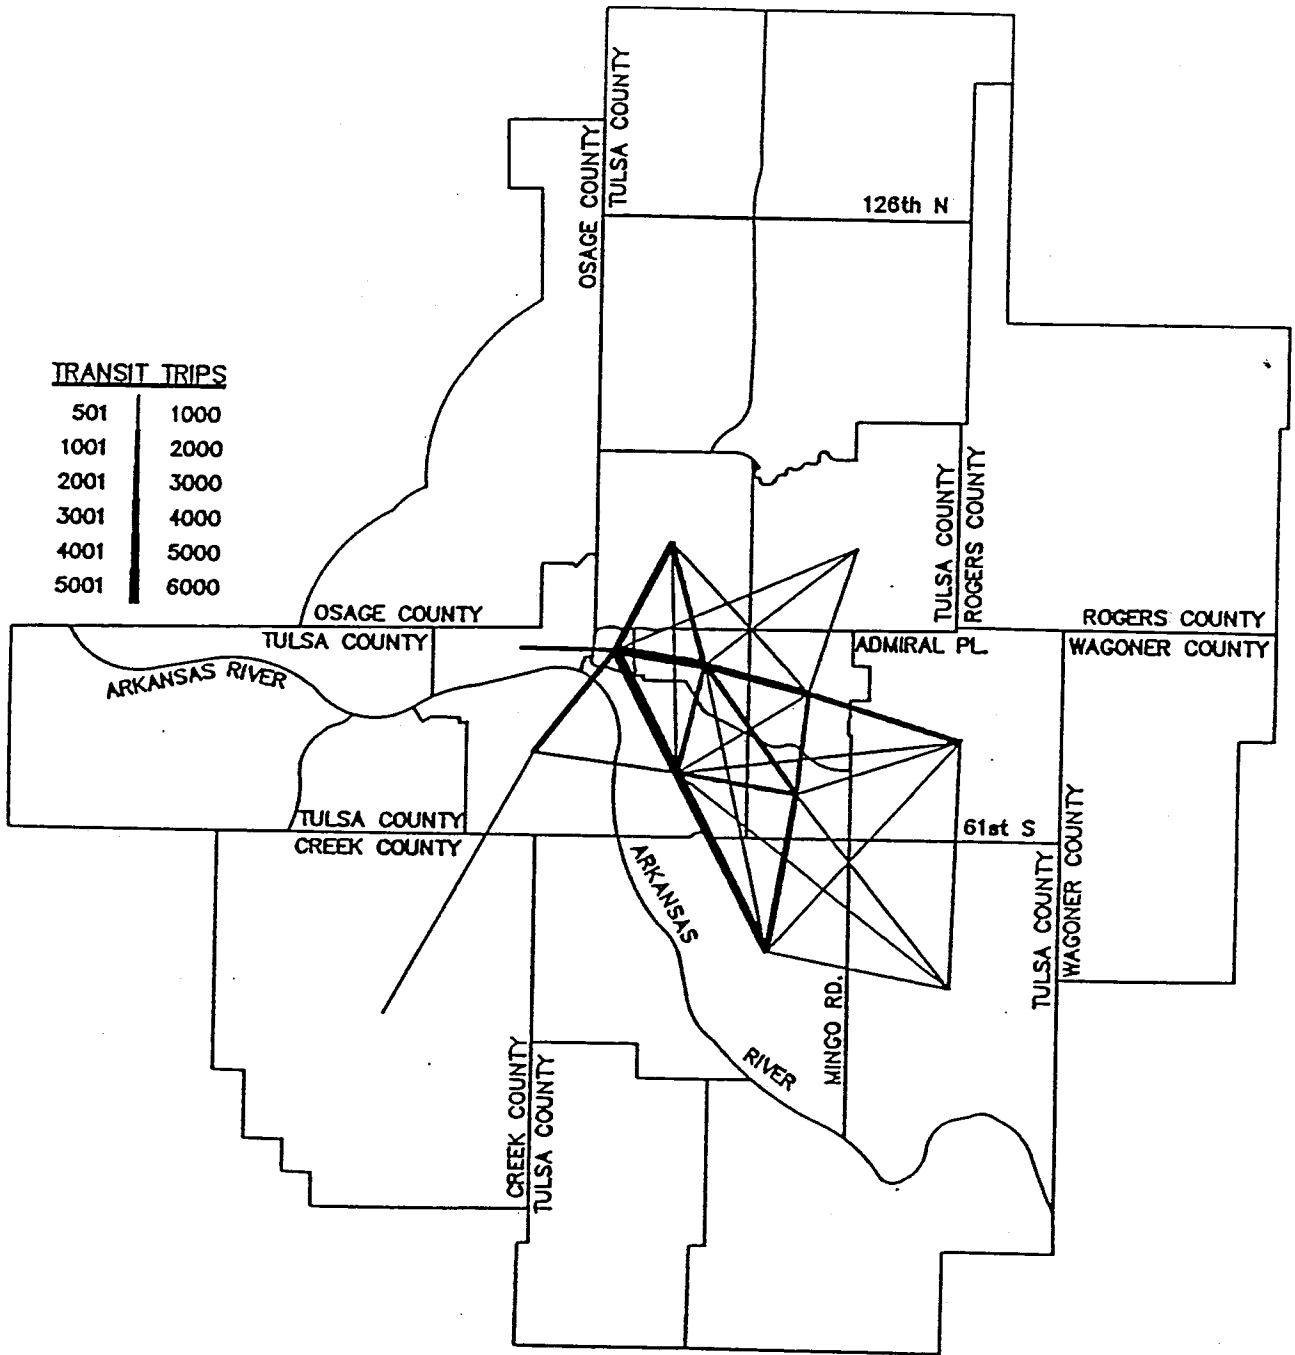 TULSA COUNTY
OSAGE COUNTY
126th N
TRANSIT TRIPS
501 1000
1001 2000
2001 3000
3001 4000
4001 5000
5001 6000
TULSA COUNTY
ROGERS COUNTY
OSAGE COUNTY
TULSA COUNTY
ROGERS COUNTY
WAGONER COUNTY
ADMIRAL PL.
ARKANSAS RIVER
TULSA COUNTY
CREEK COUNTY
61st S
ARKANSAS
RIVER
TULSA COUNTY
WAGONER COUNTY
MINGO RD.
CREEK COUNTY
TULSA COUNTY